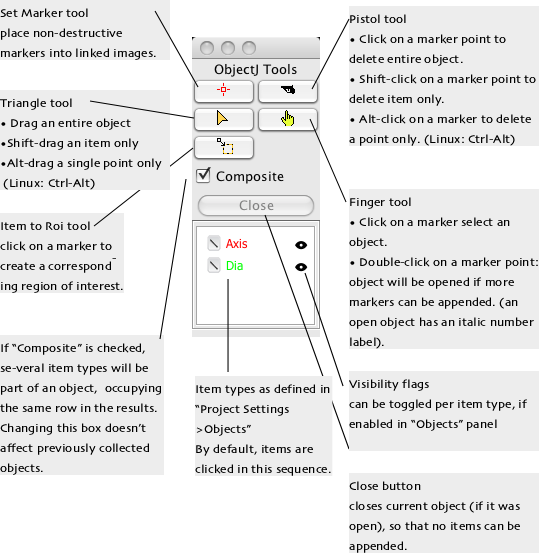 Set Marker tool
place non-destructive
markers into linked images.
Triangle tool
• Drag an entire object
•Shift-drag an item only
•Alt-drag a single point only
(Linux: Ctrl-Alt)
Item to Roi tool
click on a marker to
create a correspond-
ing region of interest.
If “Composite” is checked,
se-veral item types will be
part of an object, occupying
the same row in the results.
Changing this box doesn’t
affect previously collected
objects.
ObjectJ Tools
Composite
Close
Axis
Dia
Item types as defined in
“Project Settings
>Objects”
By default, items are
clicked in this sequence.
Pistol tool
• Click on a marker point to
delete entire object.
• Shift-click on a marker point to
delete item only.
• Alt-click on a marker to delete
a point only. (Linux: Ctrl-Alt)
Finger tool
• Click on a marker select an
object.
• Double-click on a marker point:
object will be opened if more
markers can be appended. (an
open object has an italic number
label).
Visibility flags
can be toggled per item type, if
enabled in “Objects” panel
Close button
closes current object (if it was
open), so that no items can be
appended.